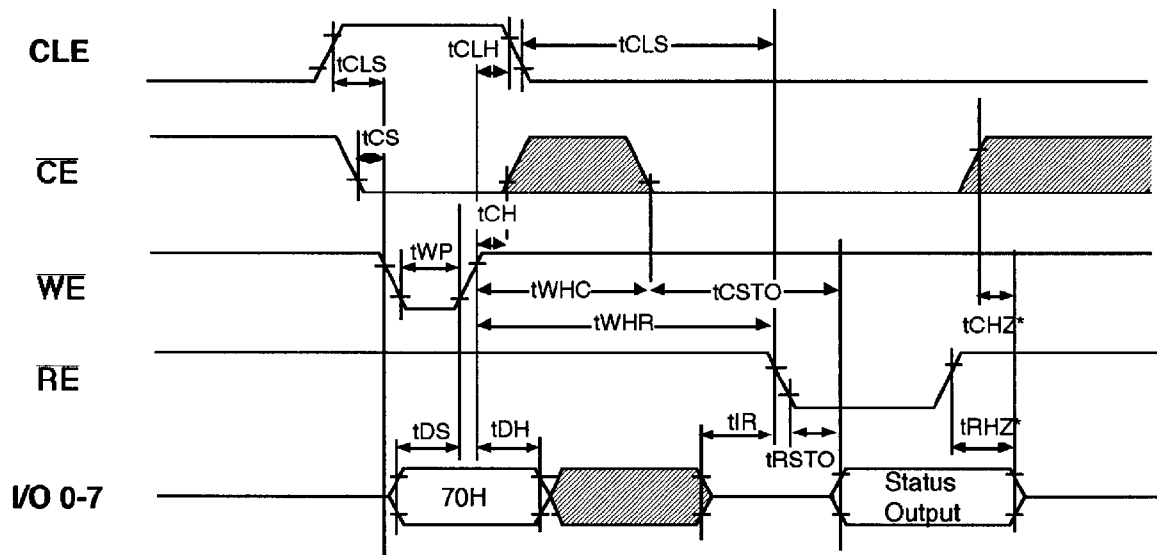 CLE
tCLS
tCLH
tCLS
CE
tCS
tCH
WE
tWP
tWHC
tCSTO
tWHR
tCHZ*
RE
tDS
tDH
tIR
tRSTO
tRHZ*
I/O 0-7
70H
Status
Output